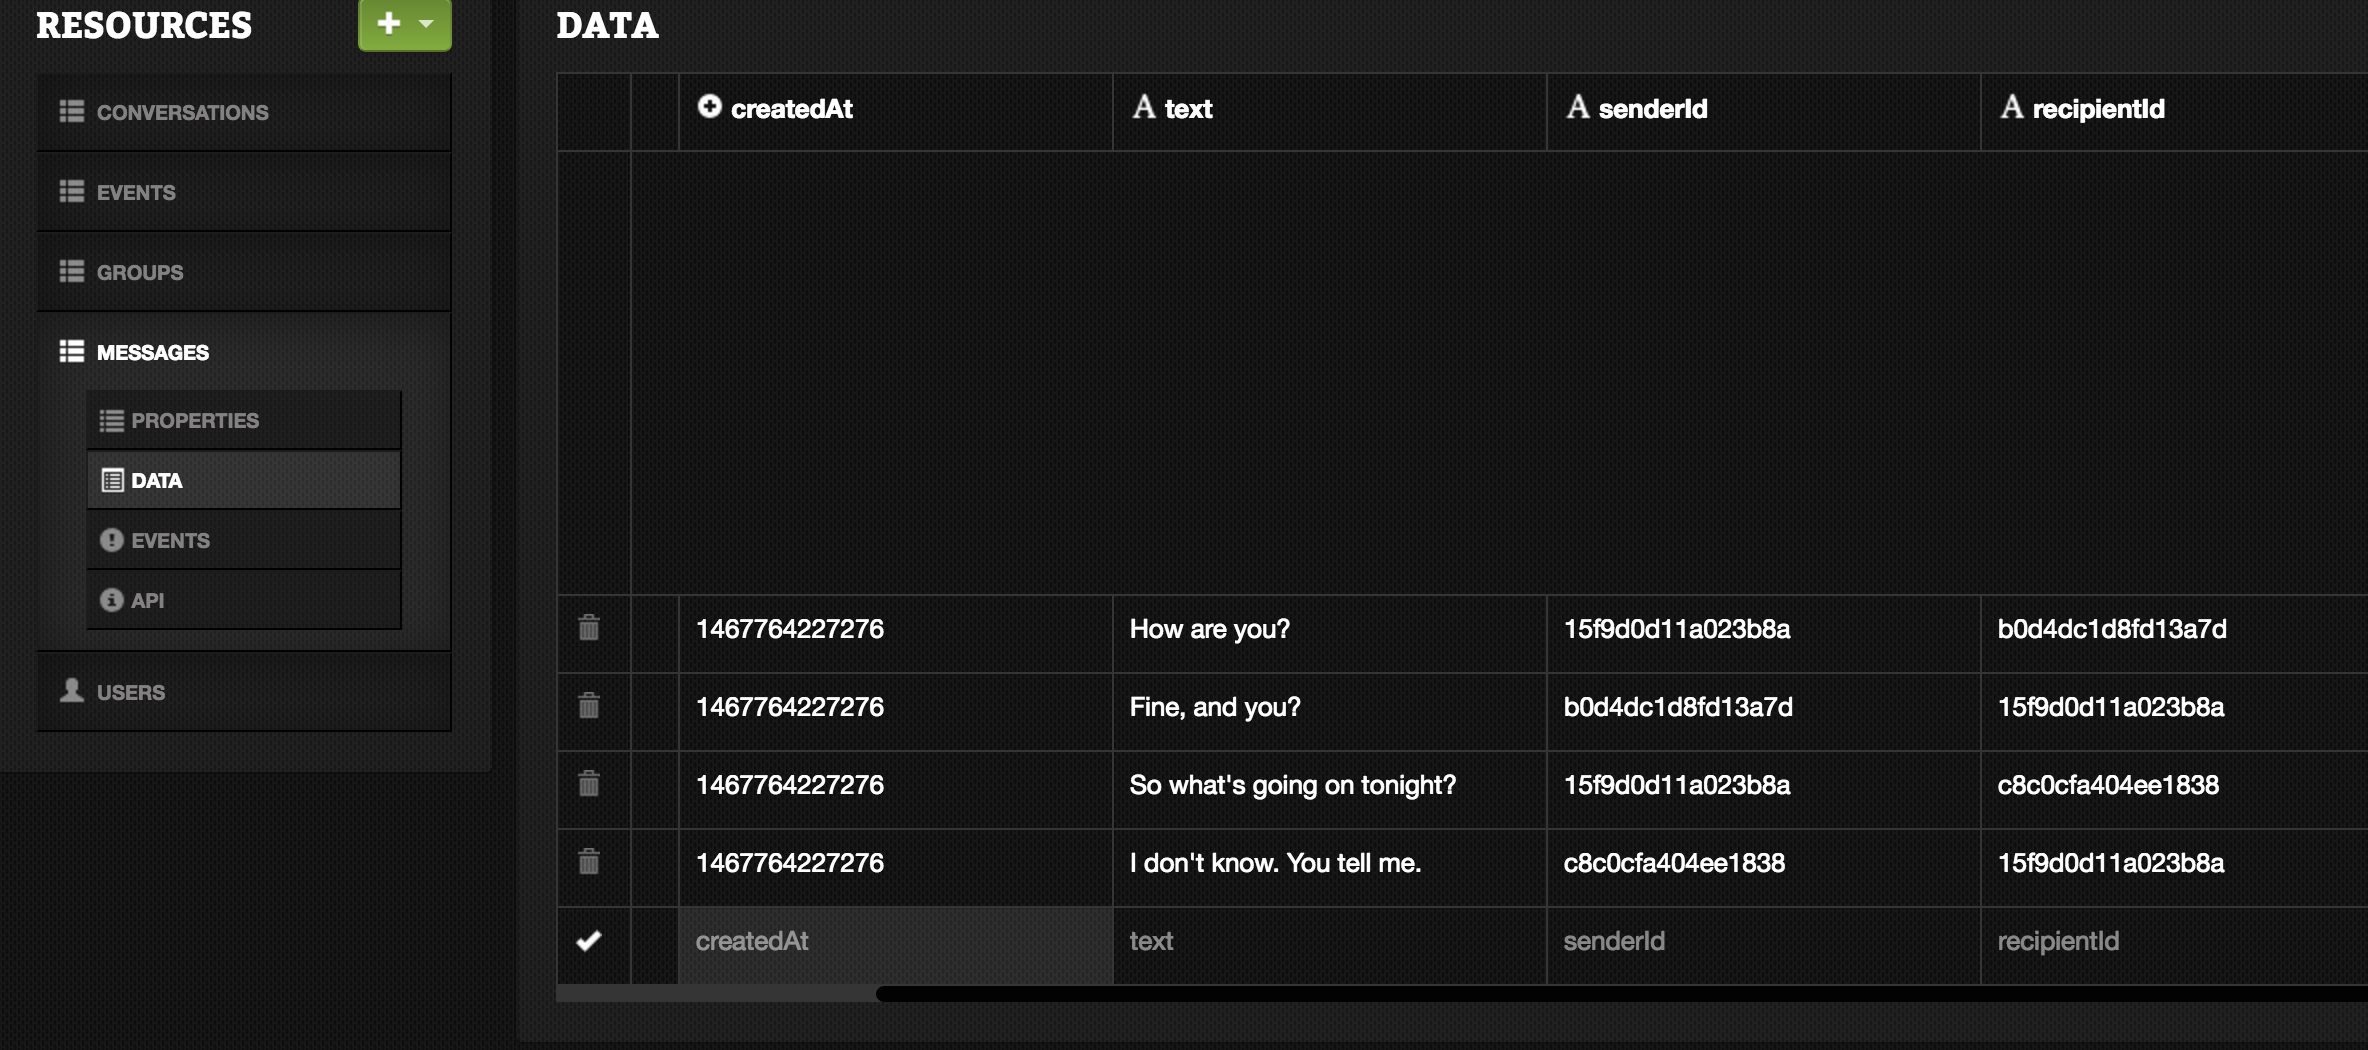 RESOURCES
CONVERSATIONS
EVENTS
GROUPS
MESSAGES
PROPERTIES
DATA
EVENTS
API
USERS
DATA
createdAt A text A senderId A recipientId
1467764227276 How are you? 15f9d0d11a023b8a b0d4dc1d8fd13a7d
1467764227276 Fine, and you? b0d4dc1d8fd13a7d 15f9d0d11a023b8a
1467764227276 So what's going on tonight? 15f9d0d11a023b8a c8c0cfa404ee1838
1467764227276 I don't know. You tell me. c8c0cfa404ee1838 15f9d0d11a023b8a
createdAt text senderId recipientId